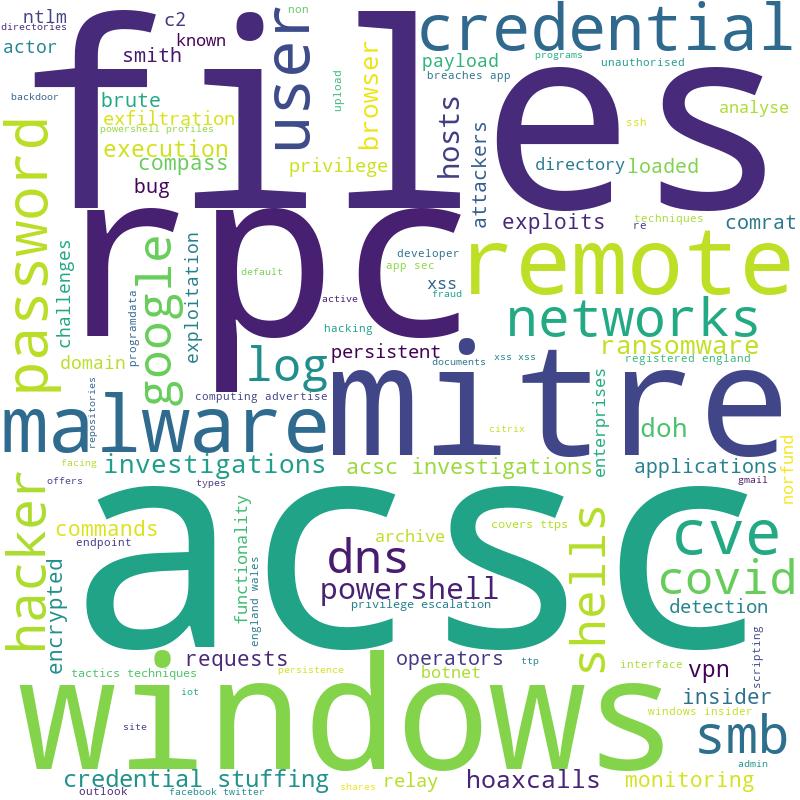 ntlm
c2
non
credential
directories
known
user
programs
actor
smith
files
payload
unauthorised
browser
breaches app
backdoor
brute
upload
hosts
analyse
exfiltration
powershell profiles
ssh
password
execution
attackers
compass
privilege
directory
loaded
bug
exploits
re
techniques
comrat
rpc
challenges
google
exploitation
developer
remote
app sec
default
xss
programdata
active
fraud
networks
hacking
log
persistent
ransomware
domain
documents
xss xss
registered england
mitre
enterprises
repositories
computing advertise
malware
doh
citrix
norfund
facing
investigations
acsc investigations
applications
hacker
offers
types
gmail
acsc
functionality
commands
archive
covers ttps
shells
cve
endpoint
dns
encrypted
england wales
powershell
covid
privilege escalation
detection
requests
operators
ttp
interface
vpn
scripting
tactics techniques
persistence
botnet
windows
iot
insider
windows insider
site
smb
credential stuffing
relay
hoaxcalls
monitoring
admin
outlook
facebook twitter
shares